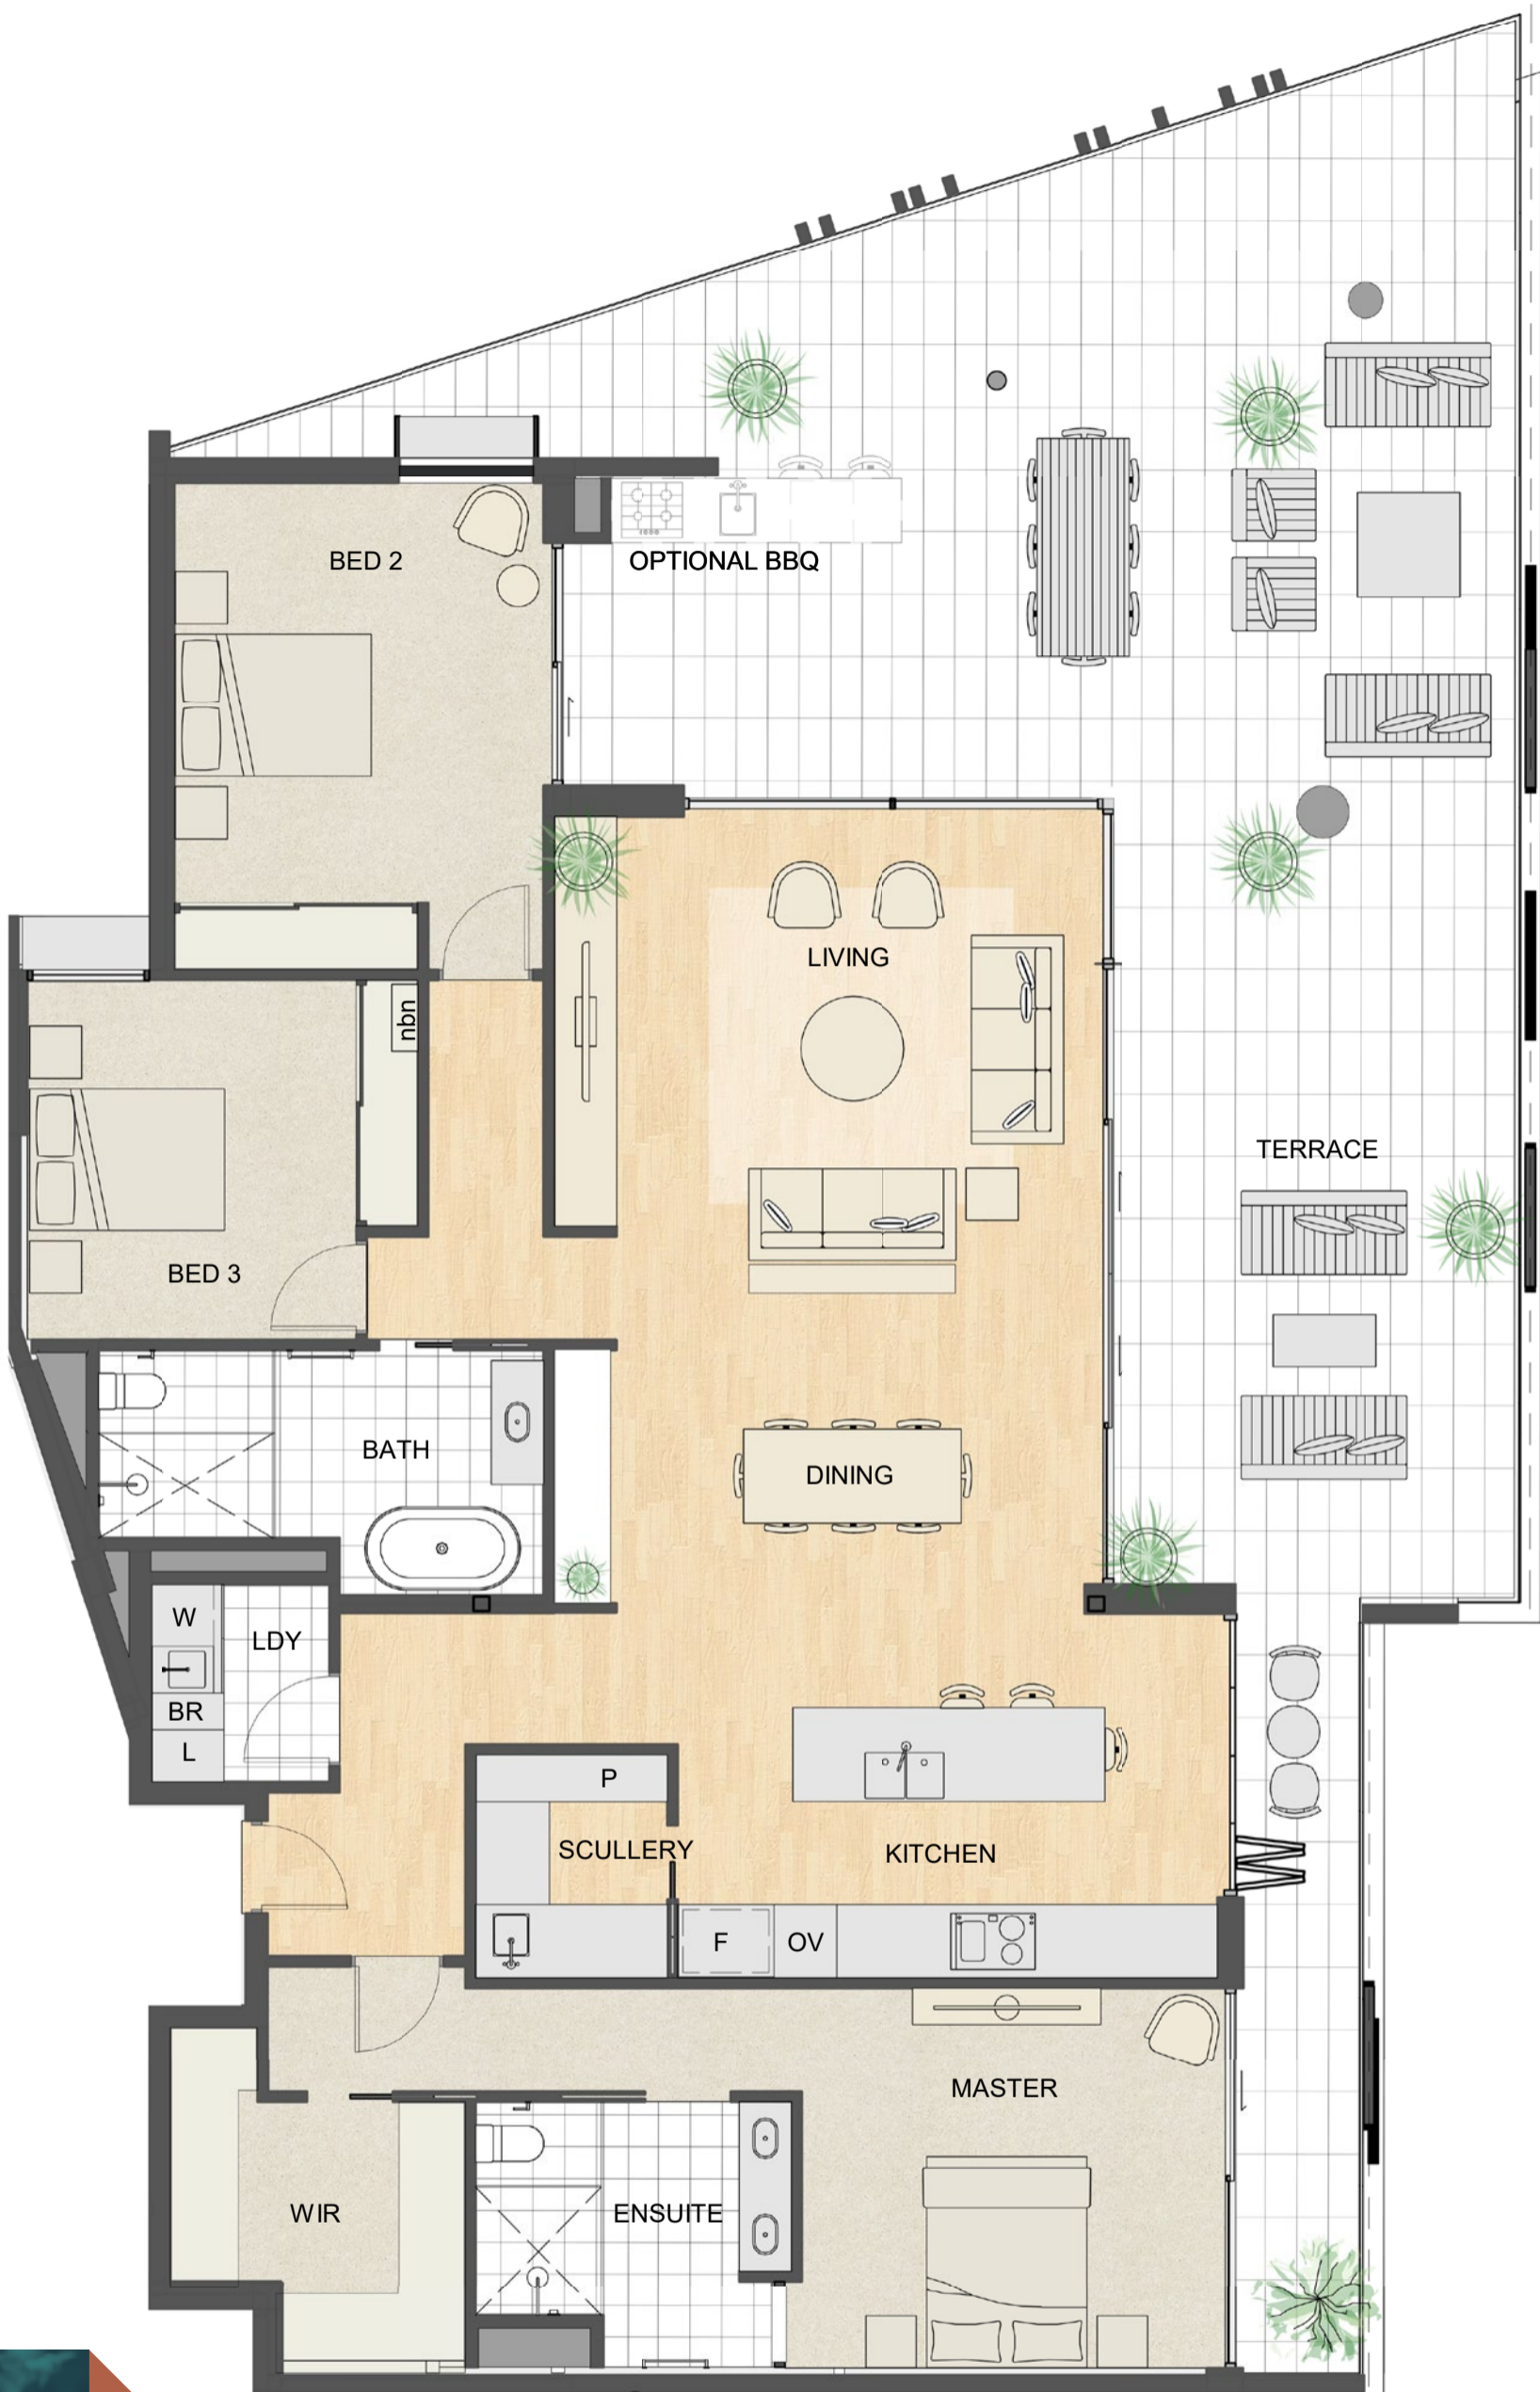 BED 2
OPTIONAL BBQ
LIVING
nbn
TERRACE
BED 3
BATH
DINING
W
LDY
BR
L
P
SCULLERY
KITCHEN
F
OV
MASTER
WIR
ENSUITE